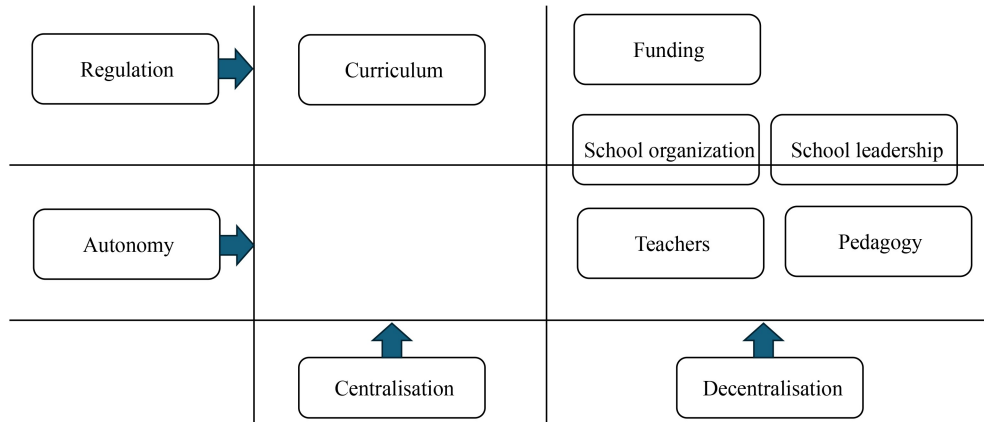 Regulation
Curriculum
Funding
School organization
School leadership
Autonomy
Teachers
Pedagogy
Centralisation
Decentralisation